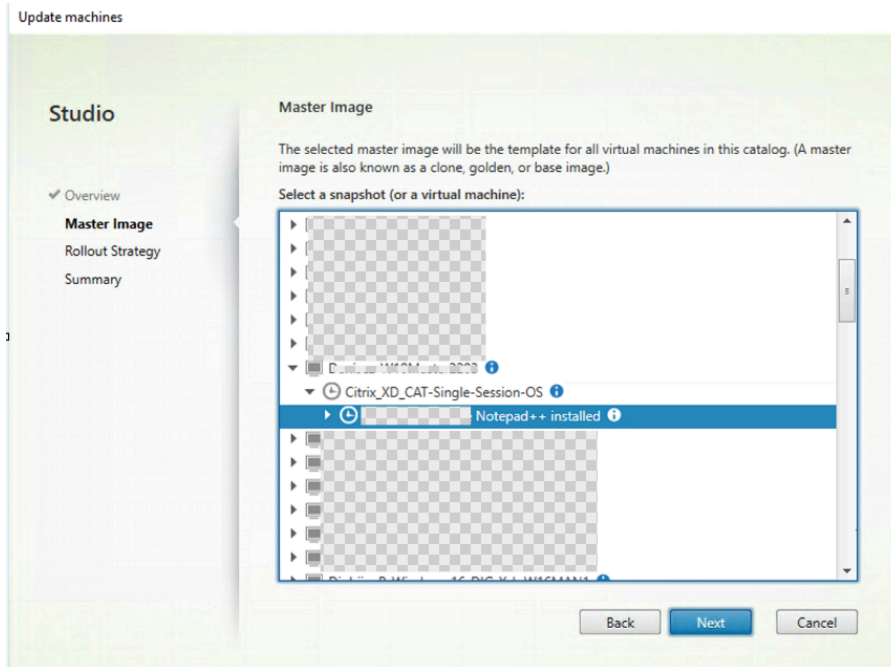 Update machines
Studio
Overview
Master Image
Rollout Strategy
Summary
Master Image
The selected master image will be the template for all virtual machines in this catalog. (A master
image is also known as a clone, golden, or base image.)
Select a snapshot (or a virtual machine):
Citrix_XD_CAT-Single-Session-OS
Notepad++ installed
Back Next Cancel